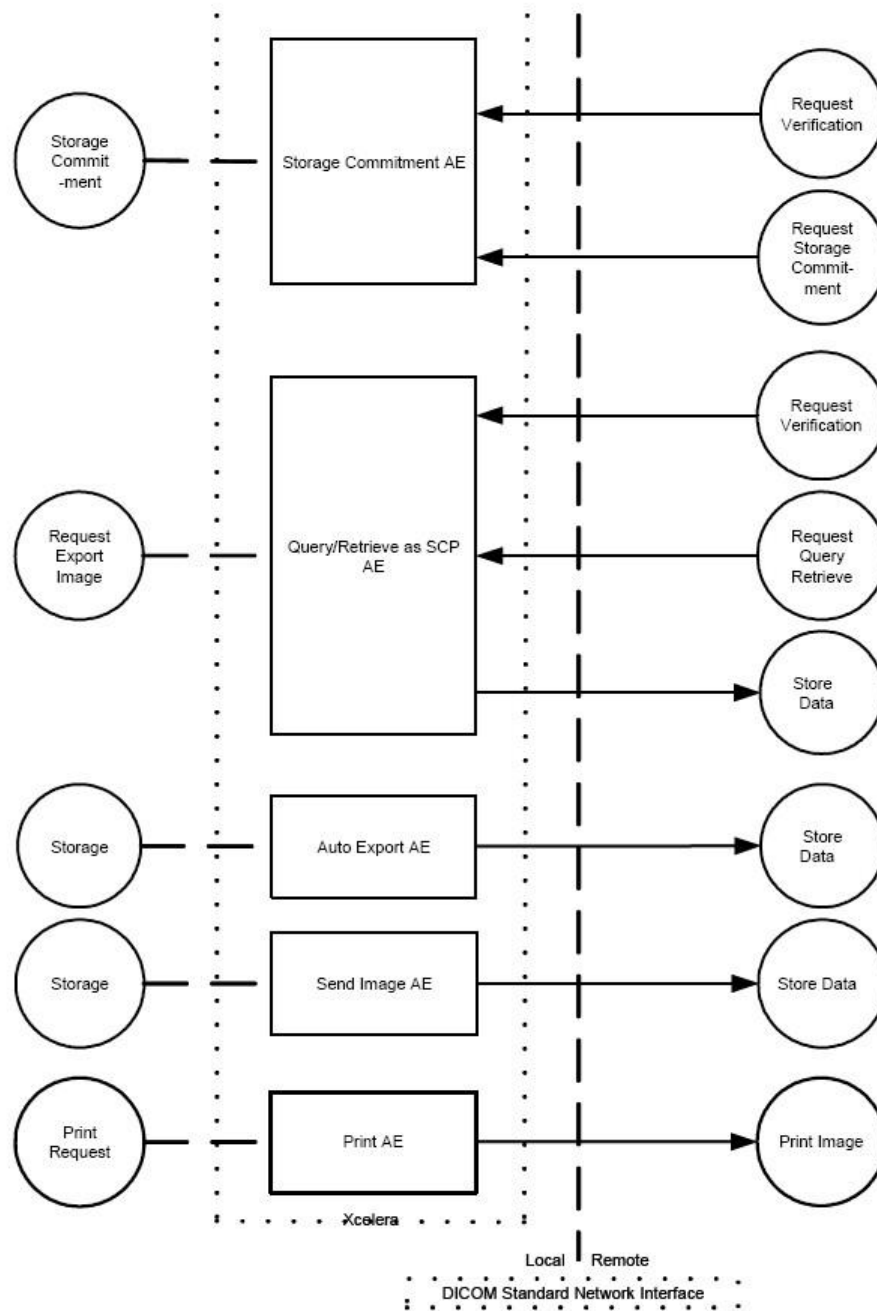 Request
Verification
Storage
Commit
-ment
Storage Commitment AE
Request
Storage
Commit-
ment
Request
Verification
Request
Export
Image
Query/Retrieve as SCP
AE
Request
Query
Retrieve
Store
Data
Storage
Auto Export AE
Store
Data
Storage
Send Image AE
Store Data
Print
Request
Print AE
Print Image
Xcelera
Local
Remote
DICOM Standard Network Interface